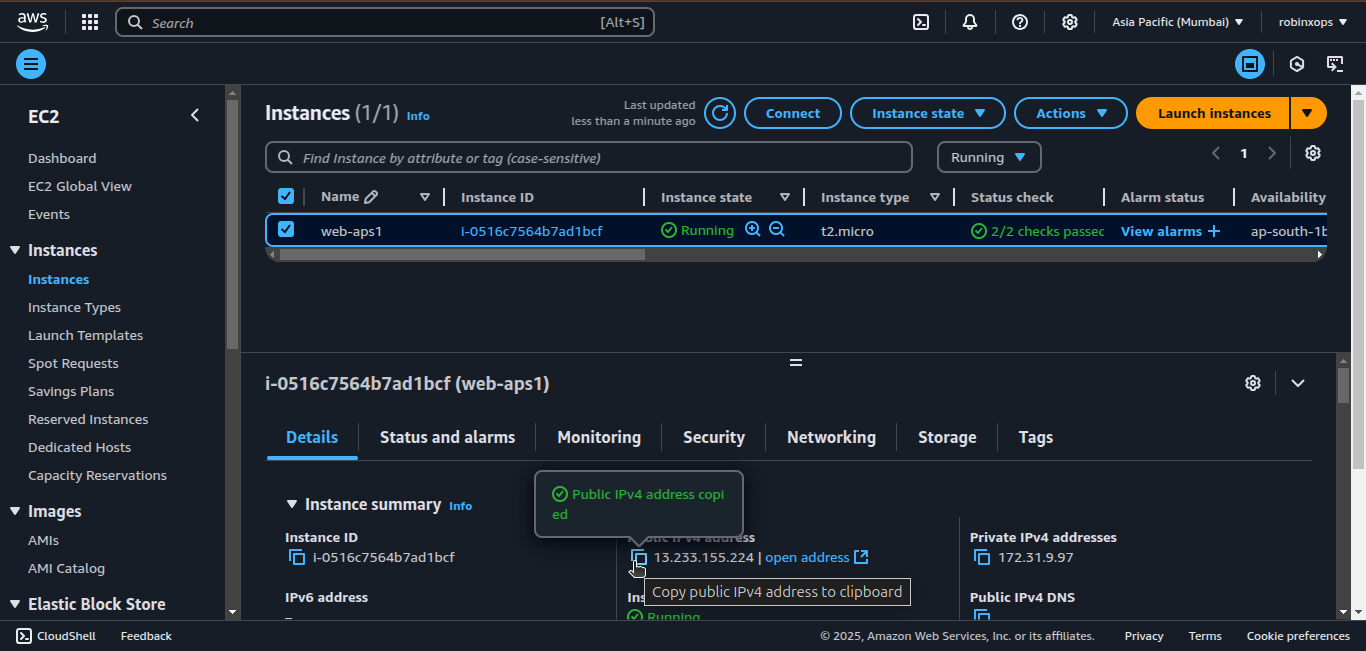 aws
Search [Alt+S]
Asia Pacific (Mumbai) robinxops
EC2
Dashboard
EC2 Global View
Events
Instances
Instances
Instance Types
Launch Templates
Spot Requests
Savings Plans
Reserved Instances
Dedicated Hosts
Capacity Reservations
Images
AMIs
AMI Catalog
Elastic Block Store
Instances (1/1) Info
Last updated
less than a minute ago
Connect Instance state Actions Launch instances
Find Instance by attribute or tag (case-sensitive) Running 1
Name Instance ID Instance state Instance type Status check Alarm status Availability
web-aps1 i-0516c7564b7ad1bcf Running t2.micro 2/2 checks passec View alarms + ap-south-1b
i-0516c7564b7ad1bcf (web-aps1)
Details Status and alarms Monitoring Security Networking Storage Tags
Public IPv4 address copi
ed
Instance summary Info
Instance ID
i-0516c7564b7ad1bcf
IPv6 address
Public IPv4 address
13.233.155.224 | open address
Copy public IPv4 address to clipboard
Ins
Running
Private IPv4 addresses
172.31.9.97
Public IPv4 DNS
CloudShell Feedback © 2025, Amazon Web Services, Inc. or its affiliates. Privacy Terms Cookie preferences